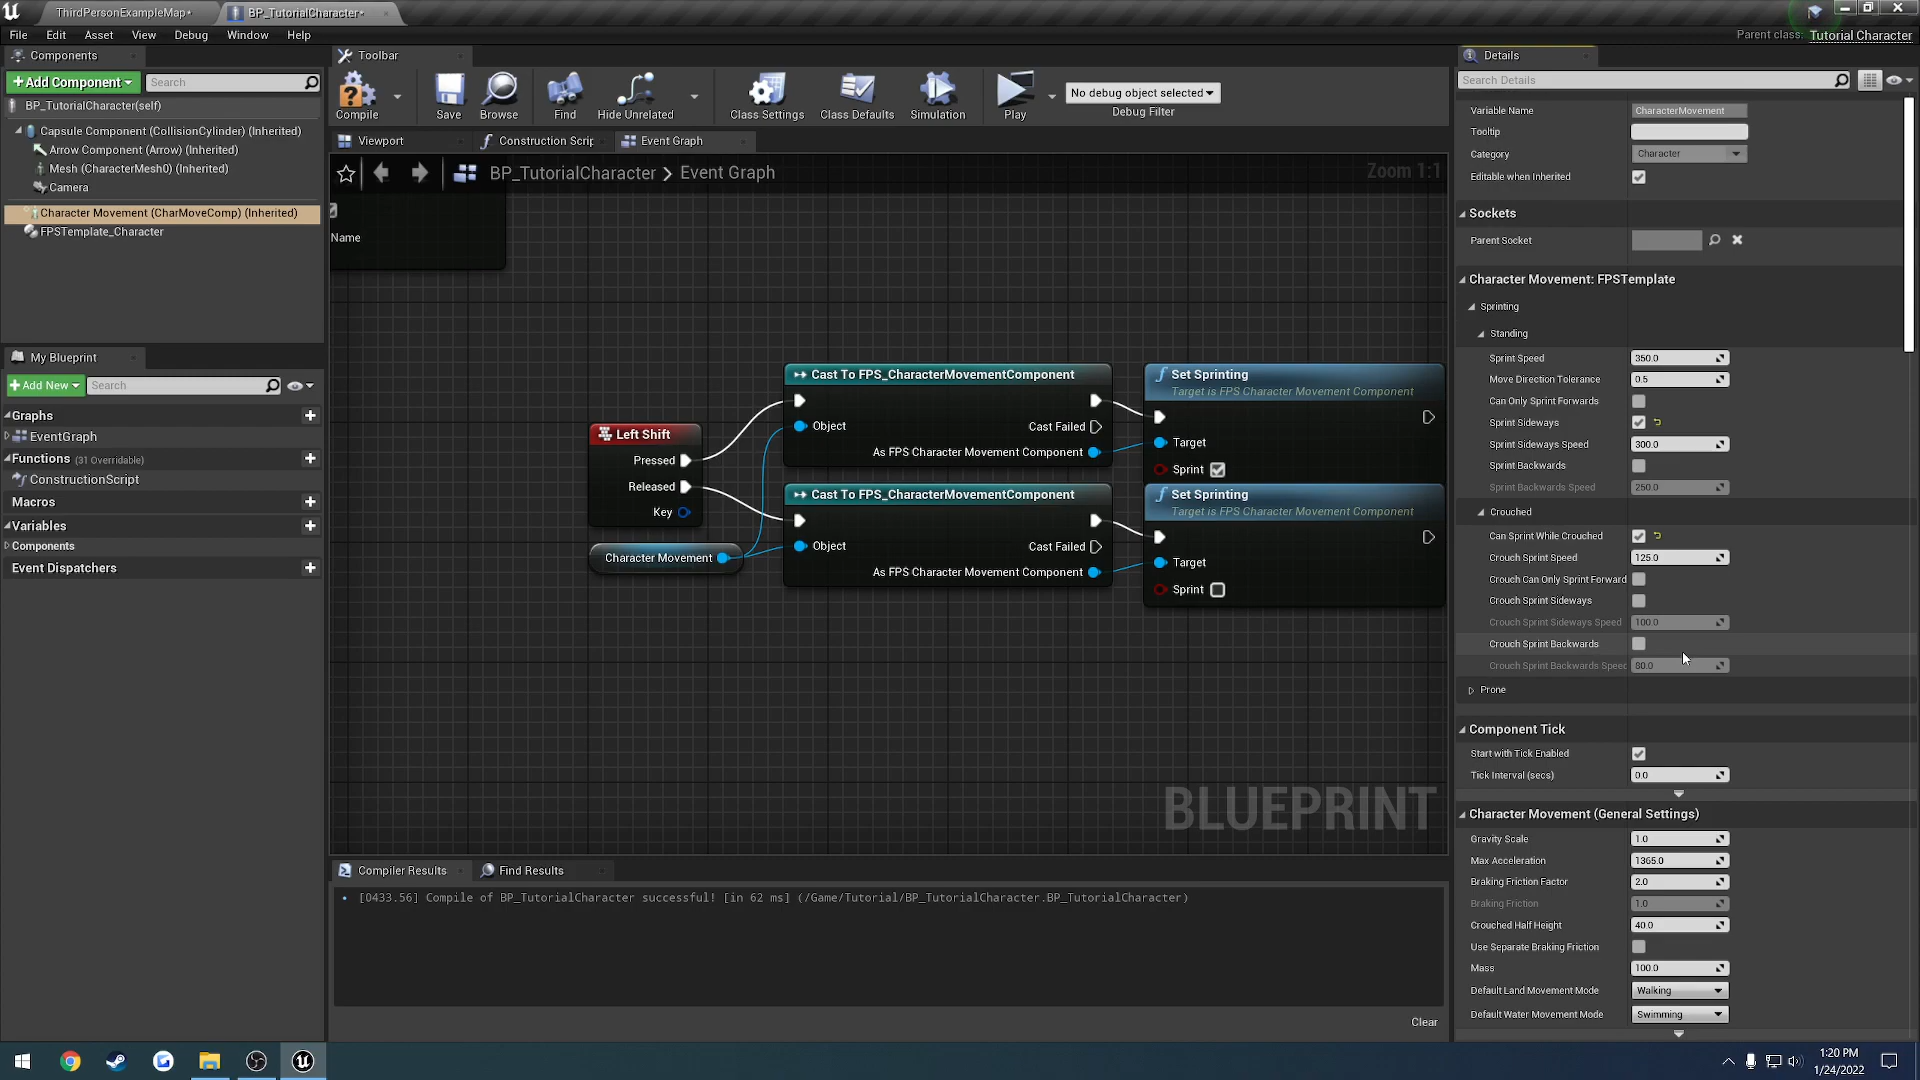 ThirdPersonExampleMap•
BP_TutorialCharacter•
File Edit Asset View Debug Window Help
Parent class: Tutorial Character
Components
+Add Component
Search
BP_TutorialCharacter(self)
Capsule Component (CollisionCylinder) (Inherited)
Arrow Component (Arrow) (Inherited)
Mesh (CharacterMesh0) (Inherited)
Camera
Character Movement (CharMoveComp) (Inherited)
FPSTemplate_Character
My Blueprint
+Add New
Search
Graphs
EventGraph
Functions (31 Overridable)
ConstructionScript
Macros
Variables
Components
Event Dispatchers
Toolbar
Compile
Save
Browse
Find
Hide Unrelated
Class Settings
Class Defaults
Simulation
Play
No debug object selected
Debug Filter
Viewport
Construction Scrip
Event Graph
BP_TutorialCharacter > Event Graph
Zoom 1:1
Name
Left Shift
Pressed
Released
Key
Character Movement
Cast To FPS_CharacterMovementComponent
Object
Cast Failed
As FPS Character Movement Component
Cast To FPS_CharacterMovementComponent
Object
Cast Failed
As FPS Character Movement Component
Set Sprinting
Target is FPS Character Movement Component
Target
Sprint
Set Sprinting
Target is FPS Character Movement Component
Target
Sprint
BLUEPRINT
Compiler Results
Find Results
[0433.56] Compile of BP_TutorialCharacter successful! [in 62 ms] (/Game/Tutorial/BP_TutorialCharacter.BP_TutorialCharacter)
Clear
Details
Search Details
Variable Name CharacterMovement
Tooltip
Category Character
Editable when Inherited
Sockets
Parent Socket
Character Movement: FPSTemplate
Sprinting
Standing
Sprint Speed 350.0
Move Direction Tolerance 0.5
Can Only Sprint Forwards
Sprint Sideways
Sprint Sideways Speed 300.0
Sprint Backwards
Sprint Backwards Speed 250.0
Crouched
Can Sprint While Crouched
Crouch Sprint Speed 125.0
Crouch Can Only Sprint Forward
Crouch Sprint Sideways
Crouch Sprint Sideways Speed 100.0
Crouch Sprint Backwards
Crouch Sprint Backwards Speed 80.0
Prone
Component Tick
Start with Tick Enabled
Tick Interval (secs) 0.0
Character Movement (General Settings)
Gravity Scale 1.0
Max Acceleration 1365.0
Braking Friction Factor 2.0
Braking Friction 1.0
Crouched Half Height 40.0
Use Separate Braking Friction
Mass 100.0
Default Land Movement Mode Walking
Default Water Movement Mode Swimming
1:20 PM
1/24/2022